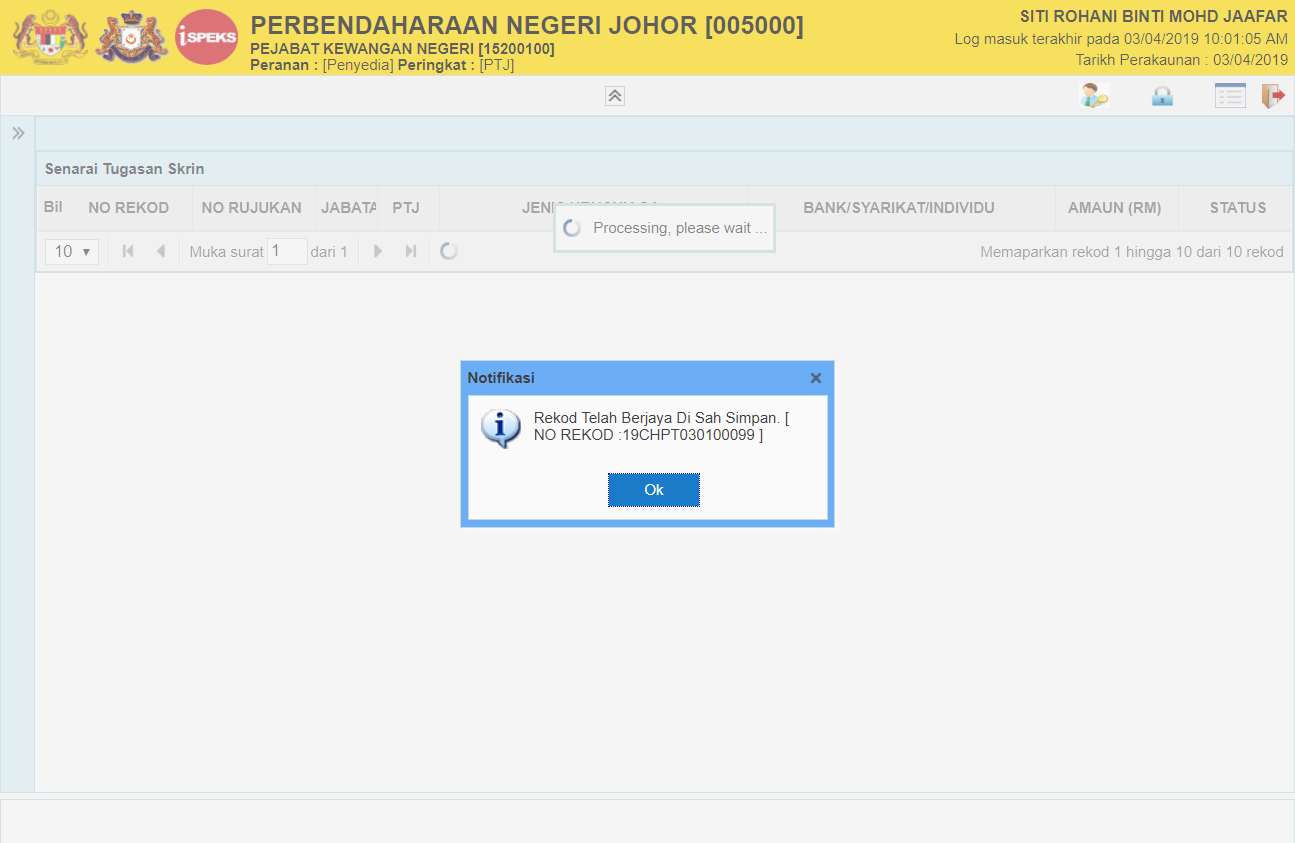 iSPEKS
PERBENDAHARAAN NEGERI JOHOR [005000]
PEJABAT KEWANGAN NEGERI [15200100]
Peranan : [Penyedia] Peringkat : [PTJ]
SITI ROHANI BINTI MOHD JAAFAR
Log masuk terakhir pada 03/04/2019 10:01:05 AM
Tarikh Perakaunan : 03/04/2019
Senarai Tugasan Skrin
Bil NO REKOD NO RUJUKAN JABATA PTJ BANK/SYARIKAT/INDIVIDU AMAUN (RM) STATUS
Processing, please wait ...
10 Muka surat 1 dari 1 Memaparkan rekod 1 hingga 10 dari 10 rekod
Notifikasi
Rekod Telah Berjaya Di Sah Simpan. [
NO REKOD :19CHPT030100099 ]
Ok